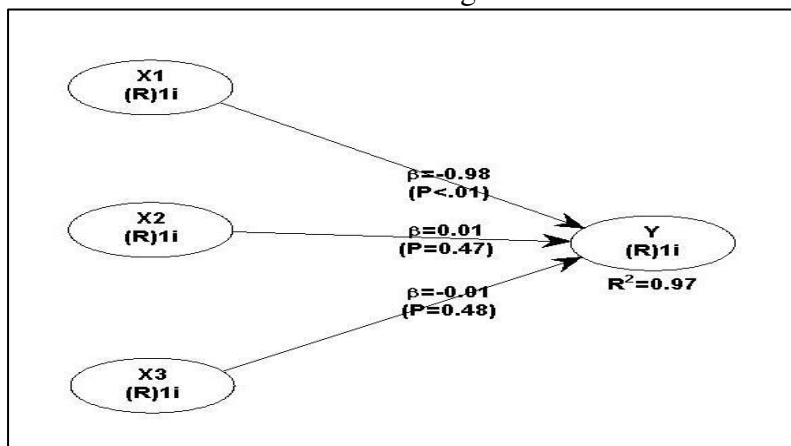 X1
(R)1i
β=-0.98
(P<.01)
X2
(R)1i
β=0.01
(P=0.47)
Y
(R)1i
R²=0.97
β=-0.01
(P=0.48)
X3
(R)1i